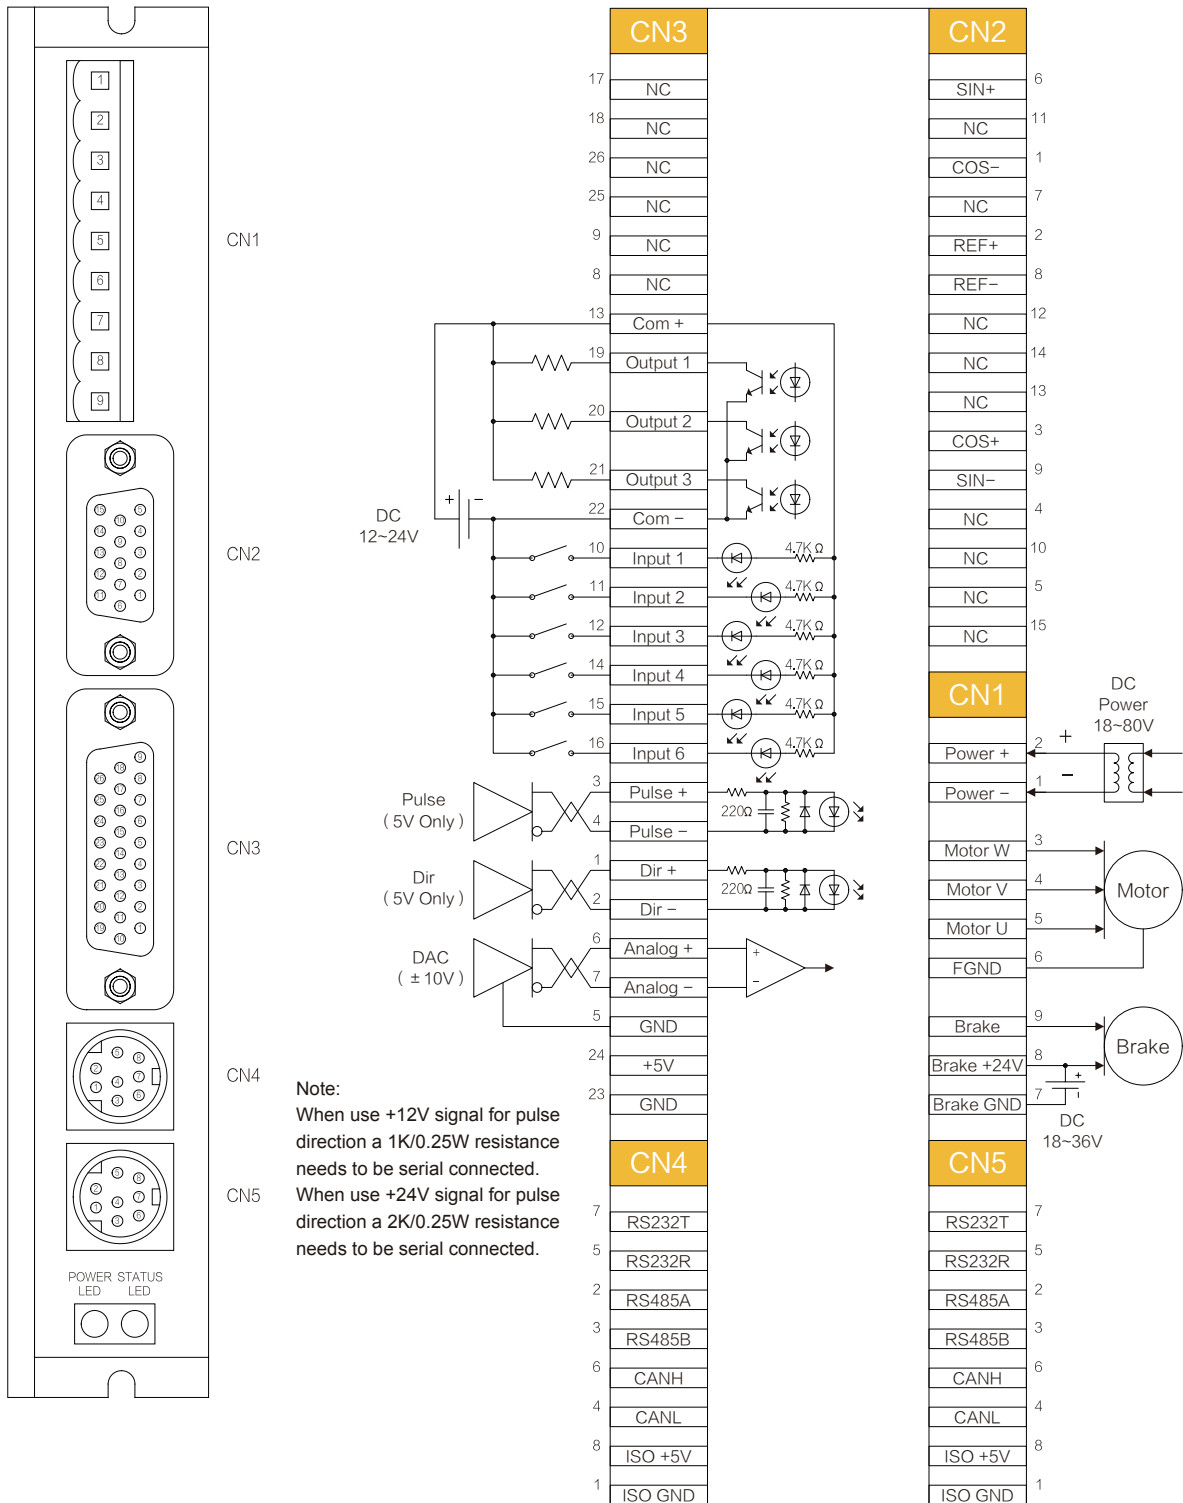 1
2
3
4
5
6
7
8
9
CN1
CN2
CN3
CN4
CN5
POWER LED
STATUS LED
CN3
17 NC
18 NC
26 NC
25 NC
9 NC
8 NC
13 Com +
19 Output 1
20 Output 2
21 Output 3
22 Com −
10 Input 1 4.7KΩ
11 Input 2 4.7KΩ
12 Input 3 4.7KΩ
14 Input 4 4.7KΩ
15 Input 5 4.7KΩ
16 Input 6 4.7KΩ
+ −
DC
12~24V
Pulse
(5V Only)
3 Pulse +
4 Pulse −
220Ω
Dir
(5V Only)
1 Dir +
2 Dir −
220Ω
DAC
(±10V)
6 Analog + +
7 Analog − −
5 GND
24 +5V
23 GND
Note:
When use +12V signal for pulse
direction a 1K/0.25W resistance
needs to be serial connected.
When use +24V signal for pulse
direction a 2K/0.25W resistance
needs to be serial connected.
CN4
7 RS232T
5 RS232R
2 RS485A
3 RS485B
6 CANH
4 CANL
8 ISO +5V
1 ISO GND
CN2
SIN+ 6
NC 11
COS− 1
NC 7
REF+ 2
REF− 8
NC 12
NC 14
NC 13
COS+ 3
SIN− 9
NC 4
NC 10
NC 5
NC 15
CN1
DC
Power
18~80V
Power + 2 +
Power − 1 −
Motor W 3
Motor V 4
Motor U 5
Motor
FGND 6
Brake 9
Brake +24V 8
Brake
Brake GND 7
+ -
DC
18~36V
CN5
RS232T 7
RS232R 5
RS485A 2
RS485B 3
CANH 6
CANL 4
ISO +5V 8
ISO GND 1